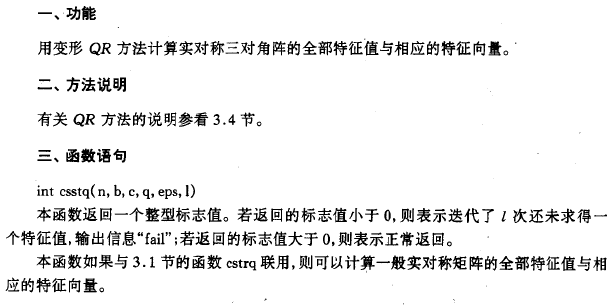 一、功能
用变形 QR 方法计算实对称三对角阵的全部特征值与相应的特征向量。
二、方法说明
有关 QR 方法的说明参看 3.4 节。
三、函数语句
int csstq(n,b,c,q,eps,l)
本函数返回一个整型标志值。若返回的标志值小于 0,则表示迭代了 l 次还未求得一
个特征值,输出信息“fail”;若返回的标志值大于 0,则表示正常返回。
本函数如果与 3.1 节的函数 cstrq 联用,则可以计算一般实对称矩阵的全部特征值与相
应的特征向量。